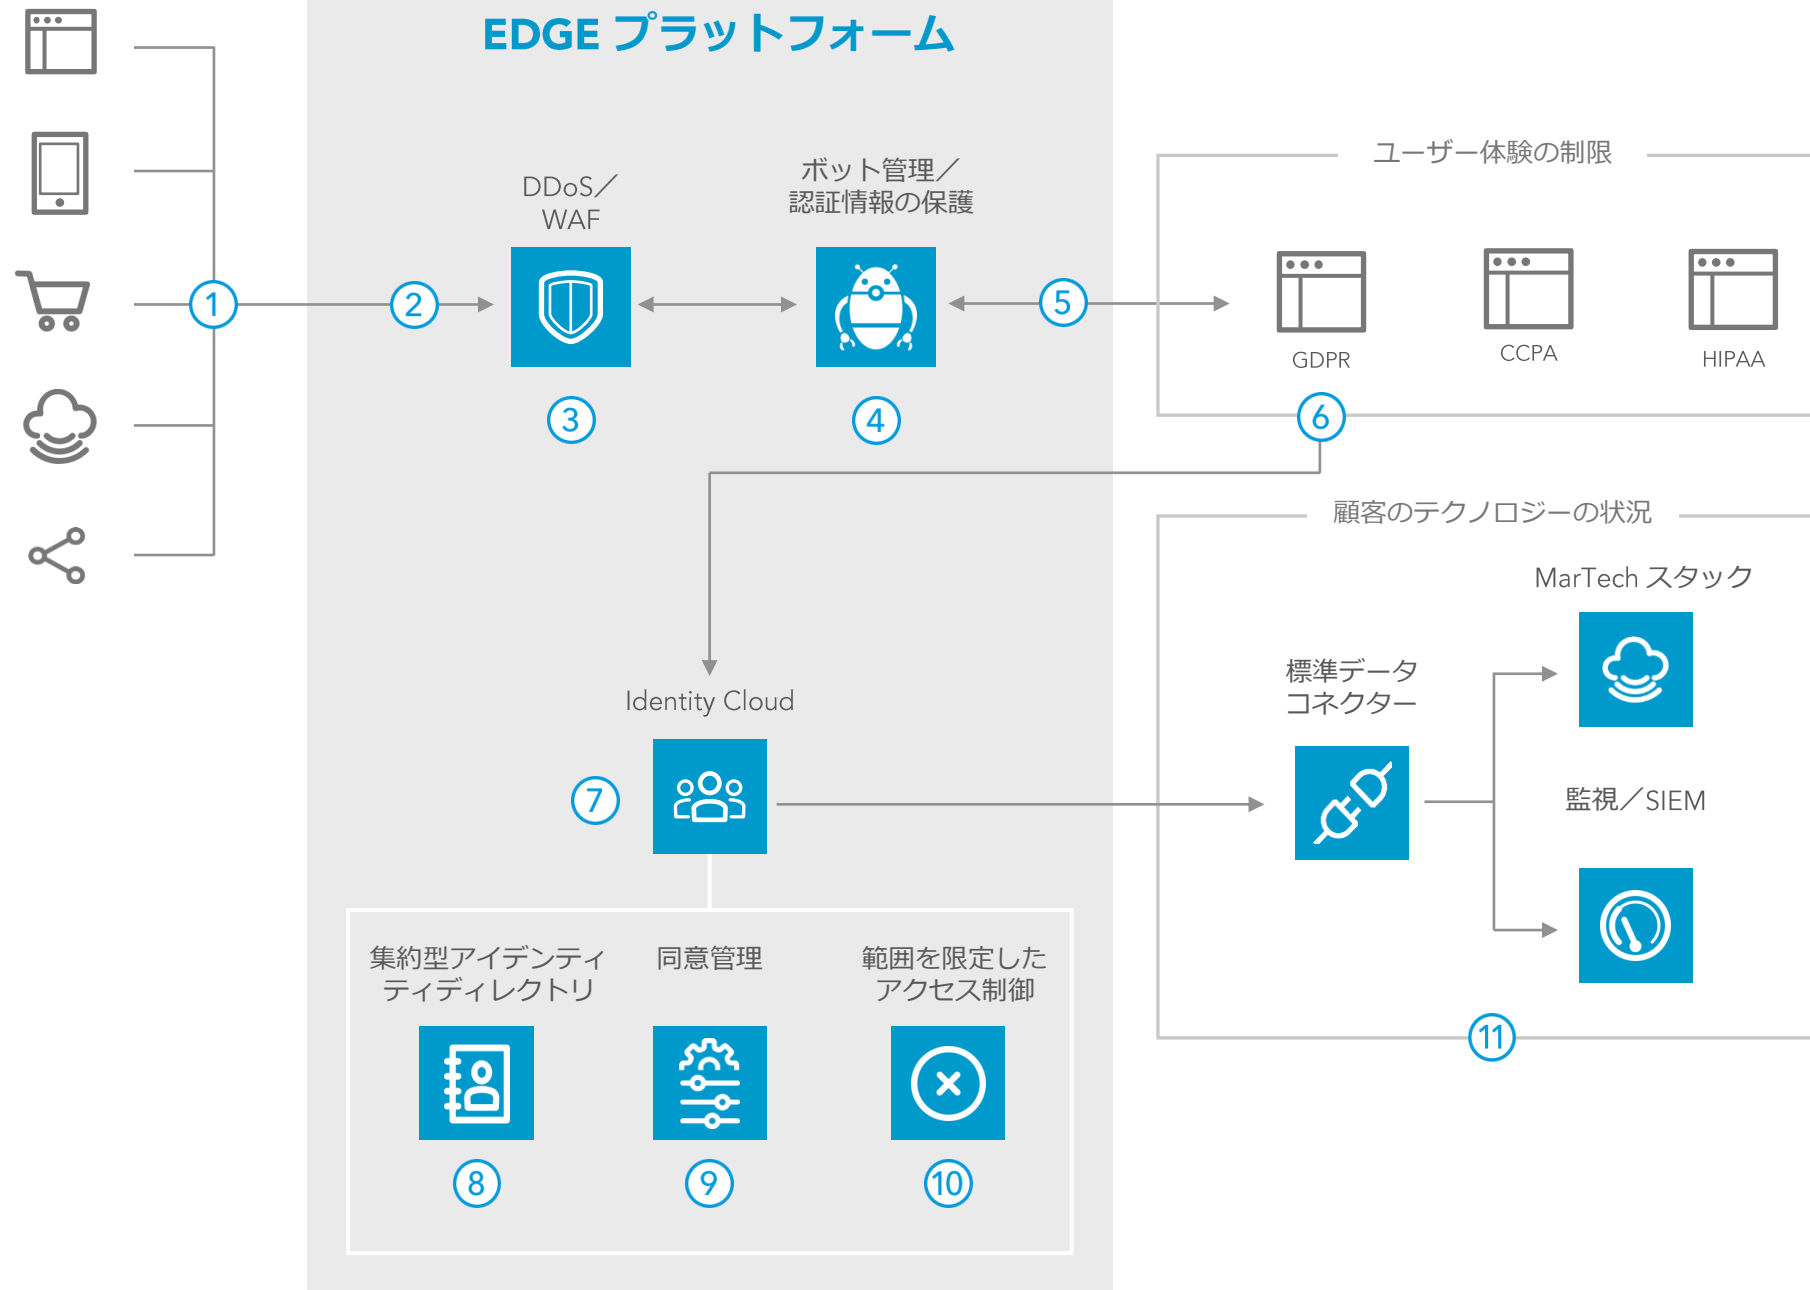 EDGE プラットフォーム
DDoS／
WAF
ボット管理／
認証情報の保護
ユーザー体験の制限
1
2
5
GDPR
CCPA
HIPAA
3
4
6
顧客のテクノロジーの状況
MarTech スタック
標準データ
コネクター
Identity Cloud
7
監視／SIEM
11
集約型アイデンティ
ティディレクトリ
同意管理
範囲を限定した
アクセス制御
8
9
10